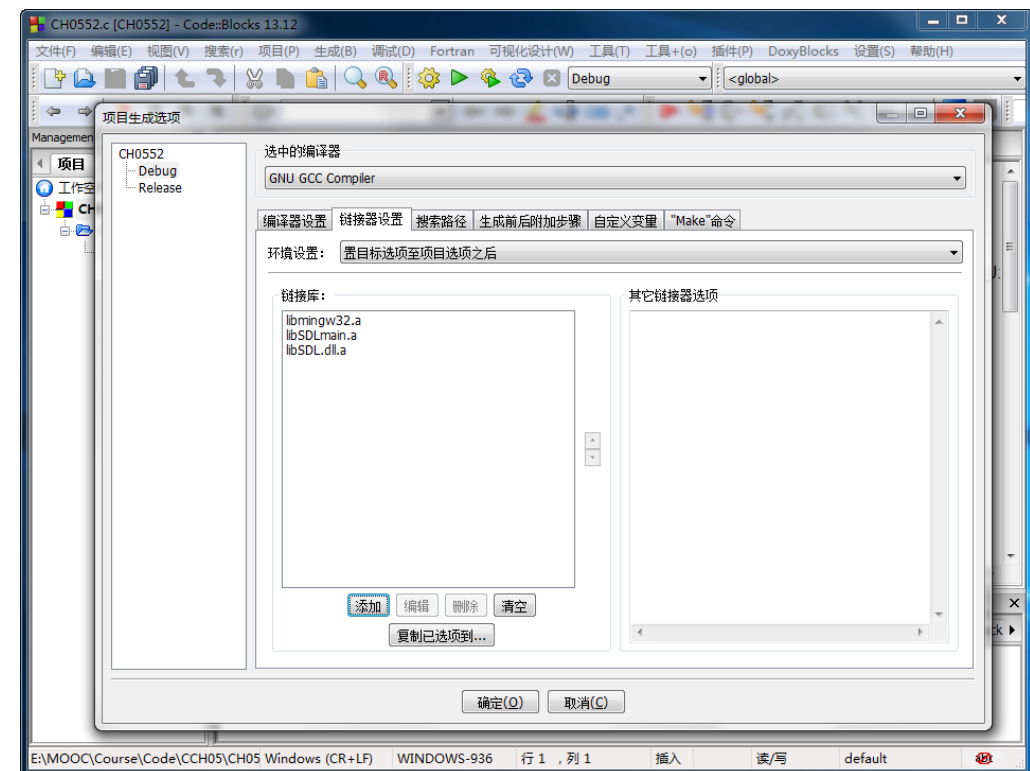 CH0552.c [CH0552] - Code::Blocks 13.12
文件(F) 编辑(E) 视图(V) 搜索(r) 项目(P) 生成(B) 调试(D) Fortran 可视化设计(W) 工具(T) 工具+(o) 插件(P) DoxyBlocks 设置(S) 帮助(H)
Debug <global>
项目生成选项
Managemen
项目
工作空
CH
CH0552
Debug
Release
选中的编译器
GNU GCC Compiler
编译器设置 链接器设置 搜索路径 生成前后附加步骤 自定义变量 "Make"命令
环境设置: 置目标选项至项目选项之后
链接库: 其它链接器选项
libmingw32.a
libSDLmain.a
libSDL.dll.a
添加 编辑 删除 清空
复制已选项到...
确定(O) 取消(C)
E:\MOOC\Course\Code\CCH05\CH05 Windows (CR+LF) WINDOWS-936 行 1 , 列 1 插入 读/写 default